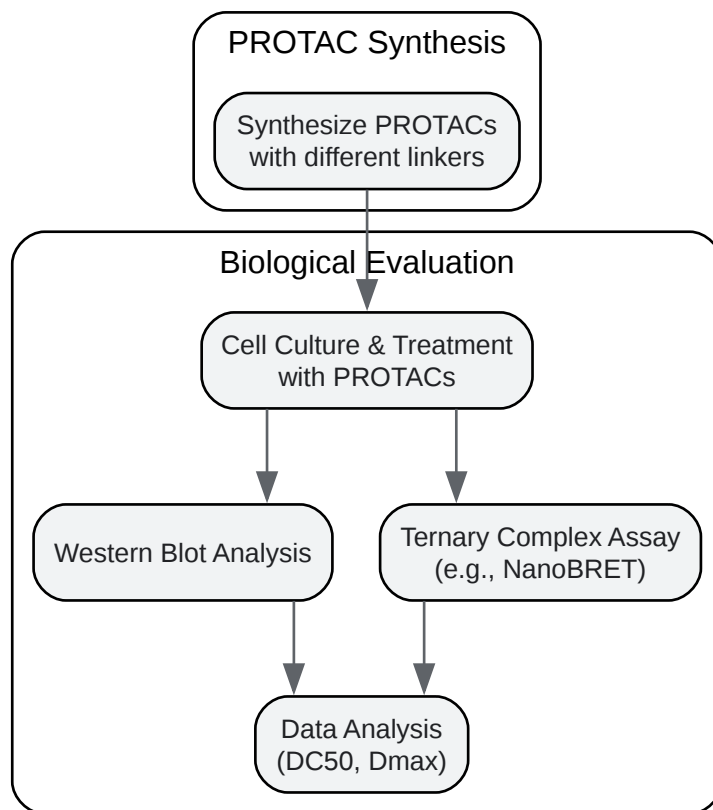 PROTAC Synthesis
Synthesize PROTACs
with different linkers
Biological Evaluation
Cell Culture & Treatment
with PROTACs
Western Blot Analysis
Ternary Complex Assay
(e.g., NanoBRET)
Data Analysis
(DC50, Dmax)